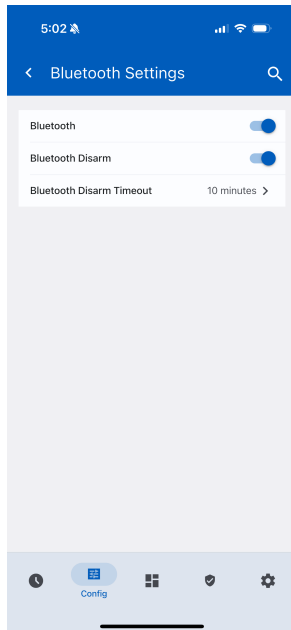 5:02
Bluetooth Settings
Bluetooth
Bluetooth Disarm
Bluetooth Disarm Timeout 10 minutes
Config